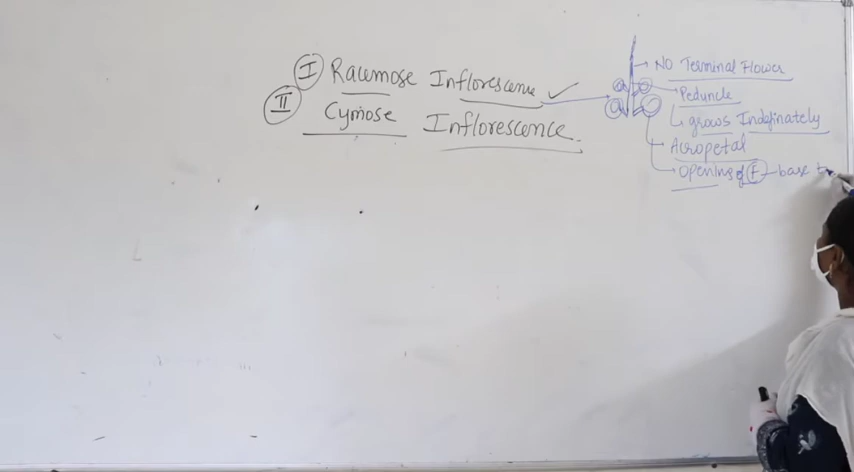 I Racemose Inflorescence ✓
II Cymose Inflorescence.
No Terminal Flower
Peduncle
grows Indefinately
Acropetal
opening of F - base t